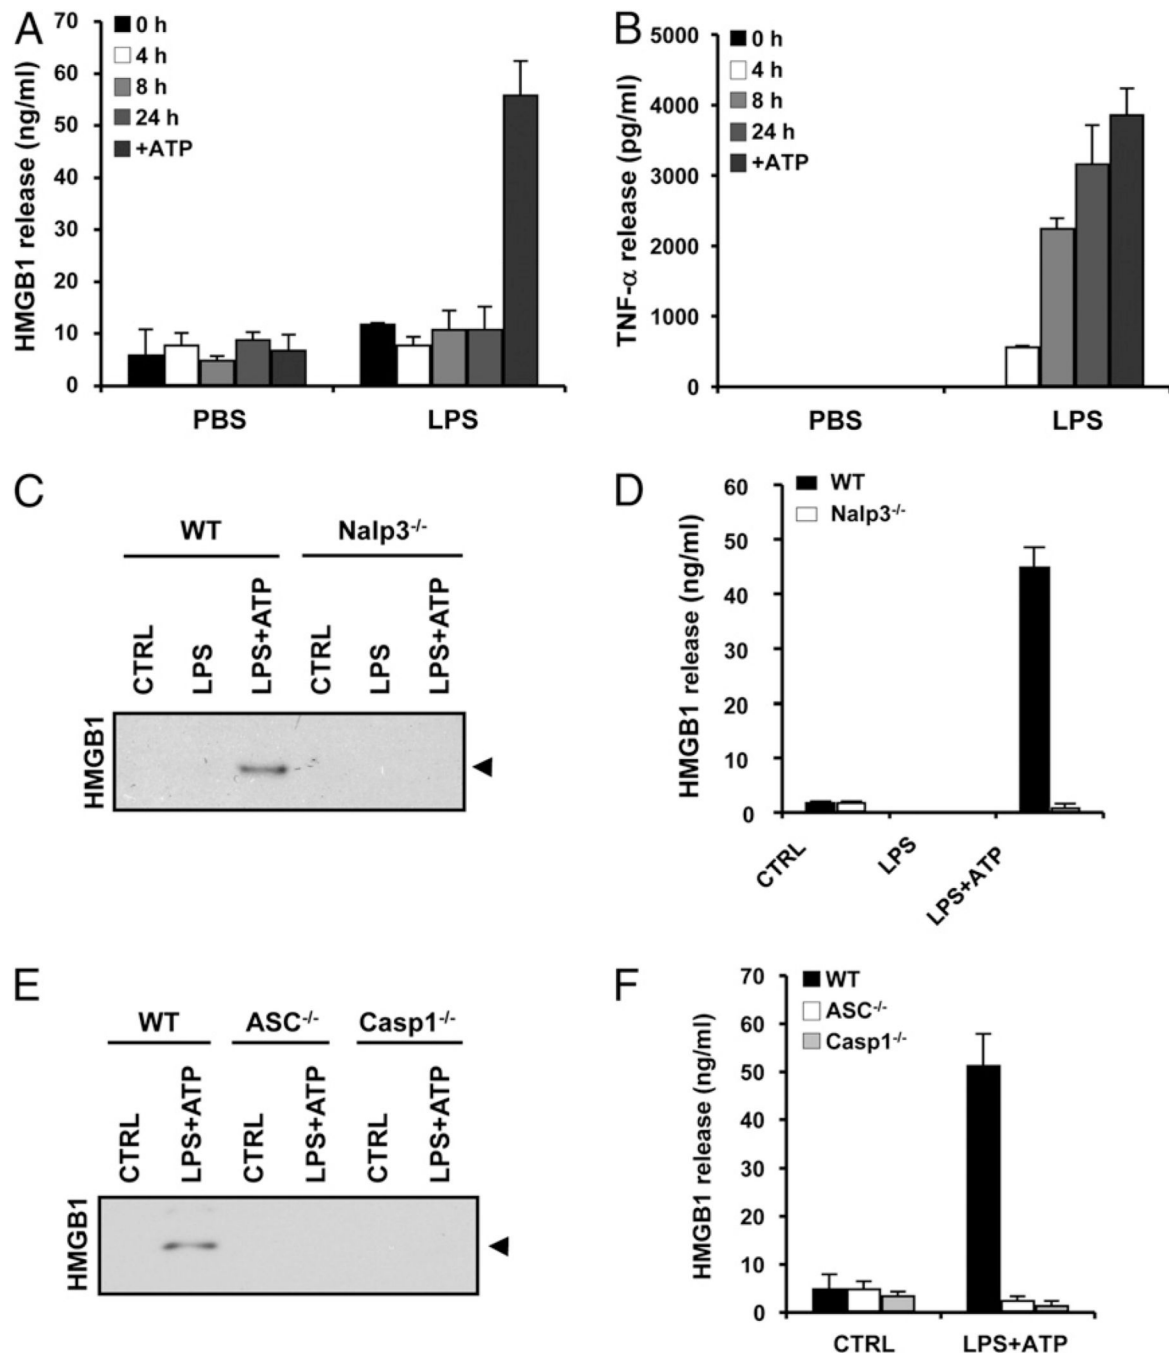 A
HMGB1 release (ng/ml)
70
60
50
40
30
20
10
0
0 h
4 h
8 h
24 h
+ATP
PBS
LPS
B
TNF-α release (pg/ml)
5000
4000
3000
2000
1000
0
0 h
4 h
8 h
24 h
+ATP
PBS
LPS
C
WT
Nalp3-/-
CTRL
LPS
LPS+ATP
CTRL
LPS
LPS+ATP
HMGB1
D
HMGB1 release (ng/ml)
60
50
40
30
20
10
0
WT
Nalp3-/-
CTRL
LPS
LPS+ATP
E
WT
ASC-/-
Casp1-/-
CTRL
LPS+ATP
CTRL
LPS+ATP
CTRL
LPS+ATP
HMGB1
F
HMGB1 release (ng/ml)
70
60
50
40
30
20
10
0
WT
ASC-/-
Casp1-/-
CTRL
LPS+ATP